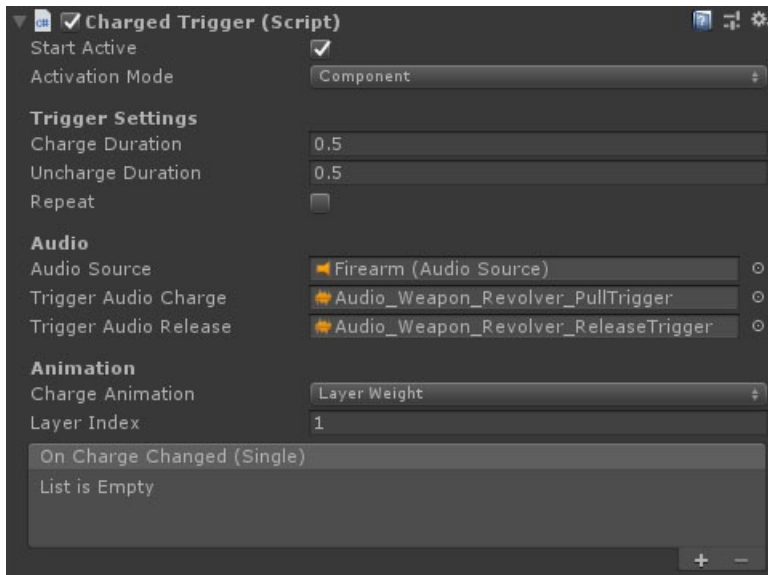 Charged Trigger (Script)
Start Active
Activation Mode Component
Trigger Settings
Charge Duration 0.5
Uncharge Duration 0.5
Repeat
Audio
Audio Source Firearm (Audio Source)
Trigger Audio Charge Audio_Weapon_Revolver_PullTrigger
Trigger Audio Release Audio_Weapon_Revolver_ReleaseTrigger
Animation
Charge Animation Layer Weight
Layer Index 1
On Charge Changed (Single)
List is Empty